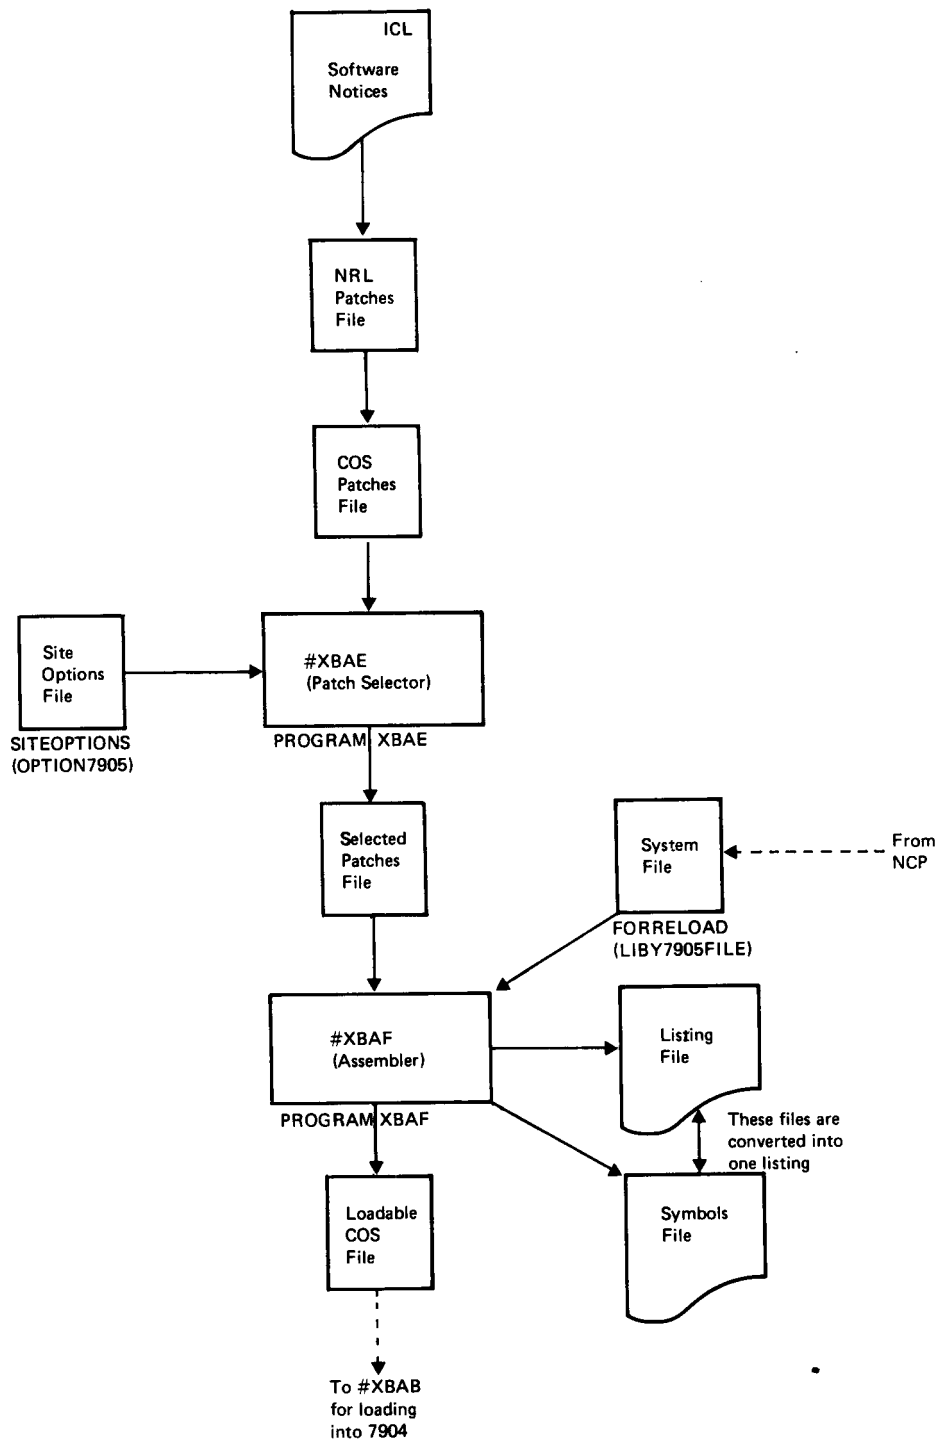 ICL
Software
Notices
NRL
Patches
File
COS
Patches
File
Site
Options
File
SITEOPTIONS
(OPTION7905)
#XBAE
(Patch Selector)
PROGRAM XBAE
Selected
Patches
File
System
File
From
NCP
FORRELOAD
(LIBY7905FILE)
#XBAF
(Assembler)
PROGRAM XBAF
Listing
File
These files are
converted into
one listing
Loadable
COS
File
Symbols
File
To #XBAB
for loading
into 7904